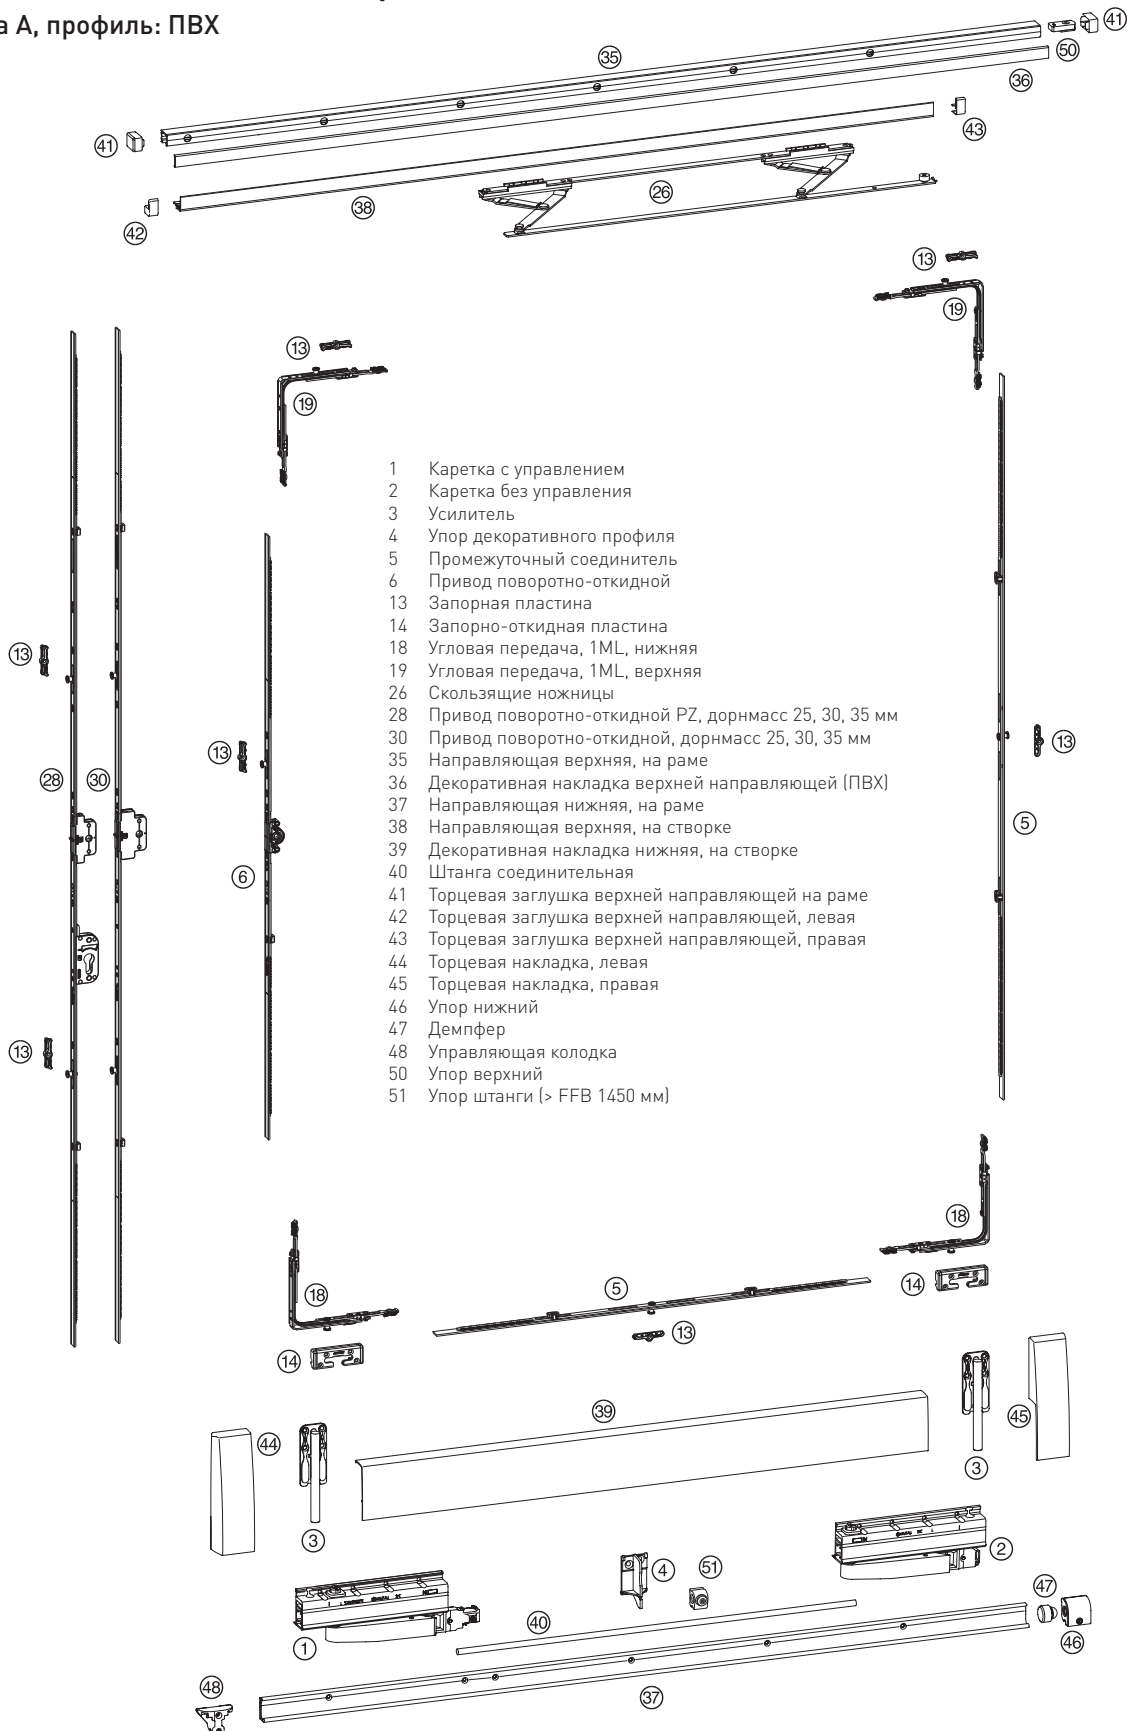 а А, профиль: ПВХ
41
50
35
36
41
43
38
26
42
13
19
13
19
1 Каретка с управлением
2 Каретка без управления
3 Усилитель
4 Упор декоративного профиля
5 Промежуточный соединитель
6 Привод поворотно-откидной
13 Запорная пластина
14 Запорно-откидная пластина
18 Угловая передача, 1ML, нижняя
19 Угловая передача, 1ML, верхняя
26 Скользящие ножницы
28 Привод поворотно-откидной PZ, дорнмасс 25, 30, 35 мм
30 Привод поворотно-откидной, дорнмасс 25, 30, 35 мм
35 Направляющая верхняя, на раме
36 Декоративная накладка верхней направляющей (ПВХ)
37 Направляющая нижняя, на раме
38 Направляющая верхняя, на створке
39 Декоративная накладка нижняя, на створке
40 Штанга соединительная
41 Торцевая заглушка верхней направляющей на раме
42 Торцевая заглушка верхней направляющей, левая
43 Торцевая заглушка верхней направляющей, правая
44 Торцевая накладка, левая
45 Торцевая накладка, правая
46 Упор нижний
47 Демпфер
48 Управляющая колодка
50 Упор верхний
51 Упор штанги (> FFB 1450 мм)
13
13
13
28
30
5
6
13
18
18
14
5
13
14
39
44
45
3
3
2
51
4
47
40
1
46
48
37